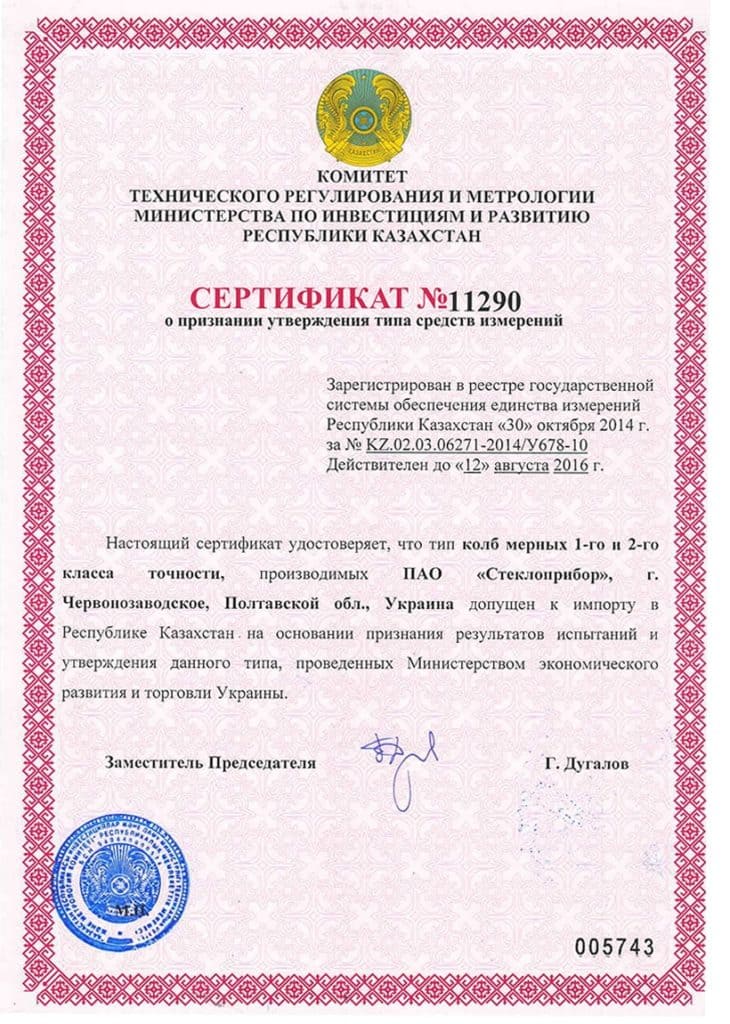 ҚАЗАҚСТАН
КОМИТЕТ
ТЕХНИЧЕСКОГО РЕГУЛИРОВАНИЯ И МЕТРОЛОГИИ
МИНИСТЕРСТВА ПО ИНВЕСТИЦИЯМ И РАЗВИТИЮ
РЕСПУБЛИКИ КАЗАХСТАН
СЕРТИФИКАТ №11290
о признании утверждения типа средств измерений
Зарегистрирован в реестре государственной
системы обеспечения единства измерений
Республики Казахстан «30» октября 2014 г.
за № KZ.02.03.06271-2014/У678-10
Действителен до «12» августа 2016 г.
Настоящий сертификат удостоверяет, что тип колб мерных 1-го и 2-го
класса точности, производимых ПАО «Стеклоприбор», г.
Червонозаводское, Полтавской обл., Украина допущен к импорту в
Республике Казахстан на основании признания результатов испытаний и
утверждения данного типа, проведенных Министерством экономического
развития и торговли Украины.
Заместитель Председателя Г. Дугалов
М.П.
005743